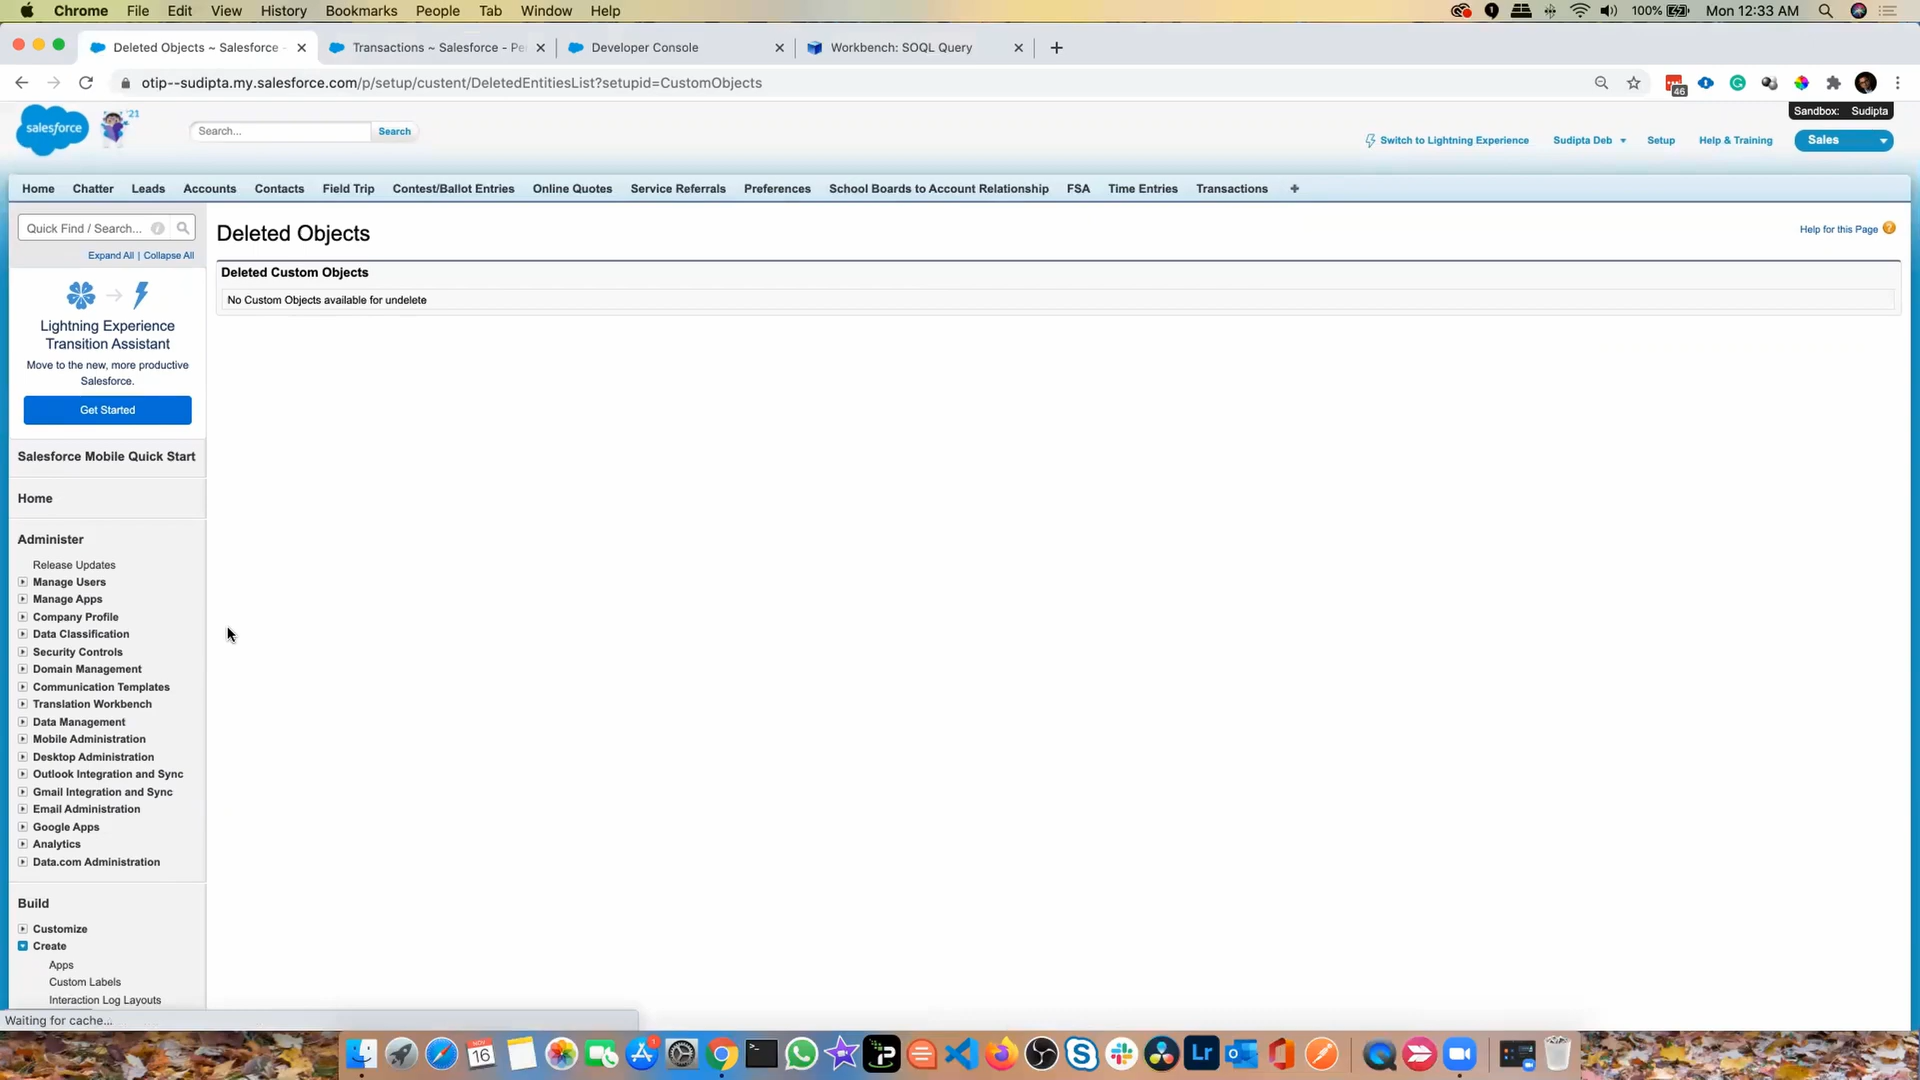 Chrome File Edit View History Bookmarks People Tab Window Help
100% Mon 12:33 AM
Deleted Objects ~ Salesforce - Transactions ~ Salesforce - Pe Developer Console Workbench: SOQL Query
otip--sudipta.my.salesforce.com/p/setup/custent/DeletedEntitiesList?setupid=CustomObjects
46
Sandbox: Sudipta
salesforce '21 Search... Search
Switch to Lightning Experience Sudipta Deb Setup Help & Training Sales
Home Chatter Leads Accounts Contacts Field Trip Contest/Ballot Entries Online Quotes Service Referrals Preferences School Boards to Account Relationship FSA Time Entries Transactions +
Quick Find / Search...
Expand All | Collapse All
Deleted Objects
Help for this Page
Deleted Custom Objects
No Custom Objects available for undelete
Lightning Experience
Transition Assistant
Move to the new, more productive
Salesforce.
Get Started
Salesforce Mobile Quick Start
Home
Administer
Release Updates
Manage Users
Manage Apps
Company Profile
Data Classification
Security Controls
Domain Management
Communication Templates
Translation Workbench
Data Management
Mobile Administration
Desktop Administration
Outlook Integration and Sync
Gmail Integration and Sync
Email Administration
Google Apps
Analytics
Data.com Administration
Build
Customize
Create
Apps
Custom Labels
Interaction Log Layouts
Waiting for cache...
NOV
16
1
Lr